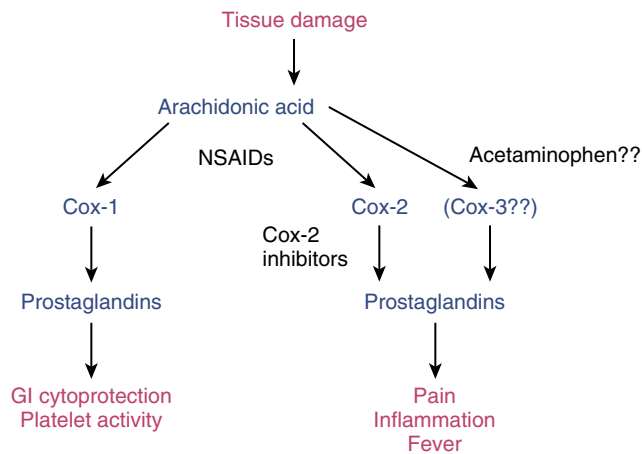 Tissue damage
Arachidonic acid
NSAIDs
Acetaminophen??
Cox-1
Cox-2
(Cox-3??)
Cox-2
inhibitors
Prostaglandins
Prostaglandins
GI cytoprotection
Platelet activity
Pain
Inflammation
Fever